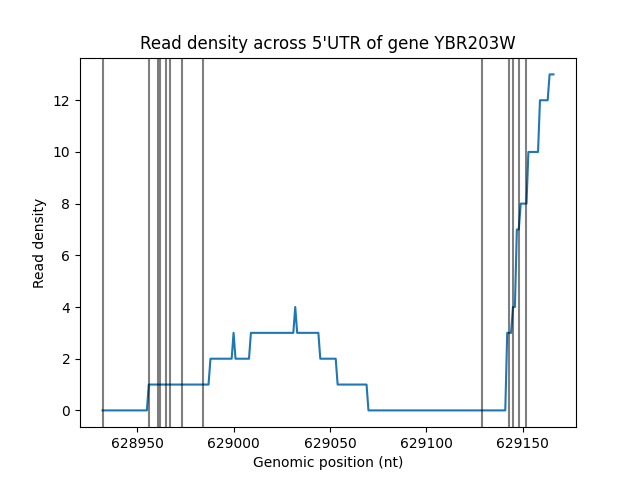 Read density across 5'UTR of gene YBR203W
Read density
12
10
8
6
4
2
0
628950 629000 629050 629100 629150
Genomic position (nt)